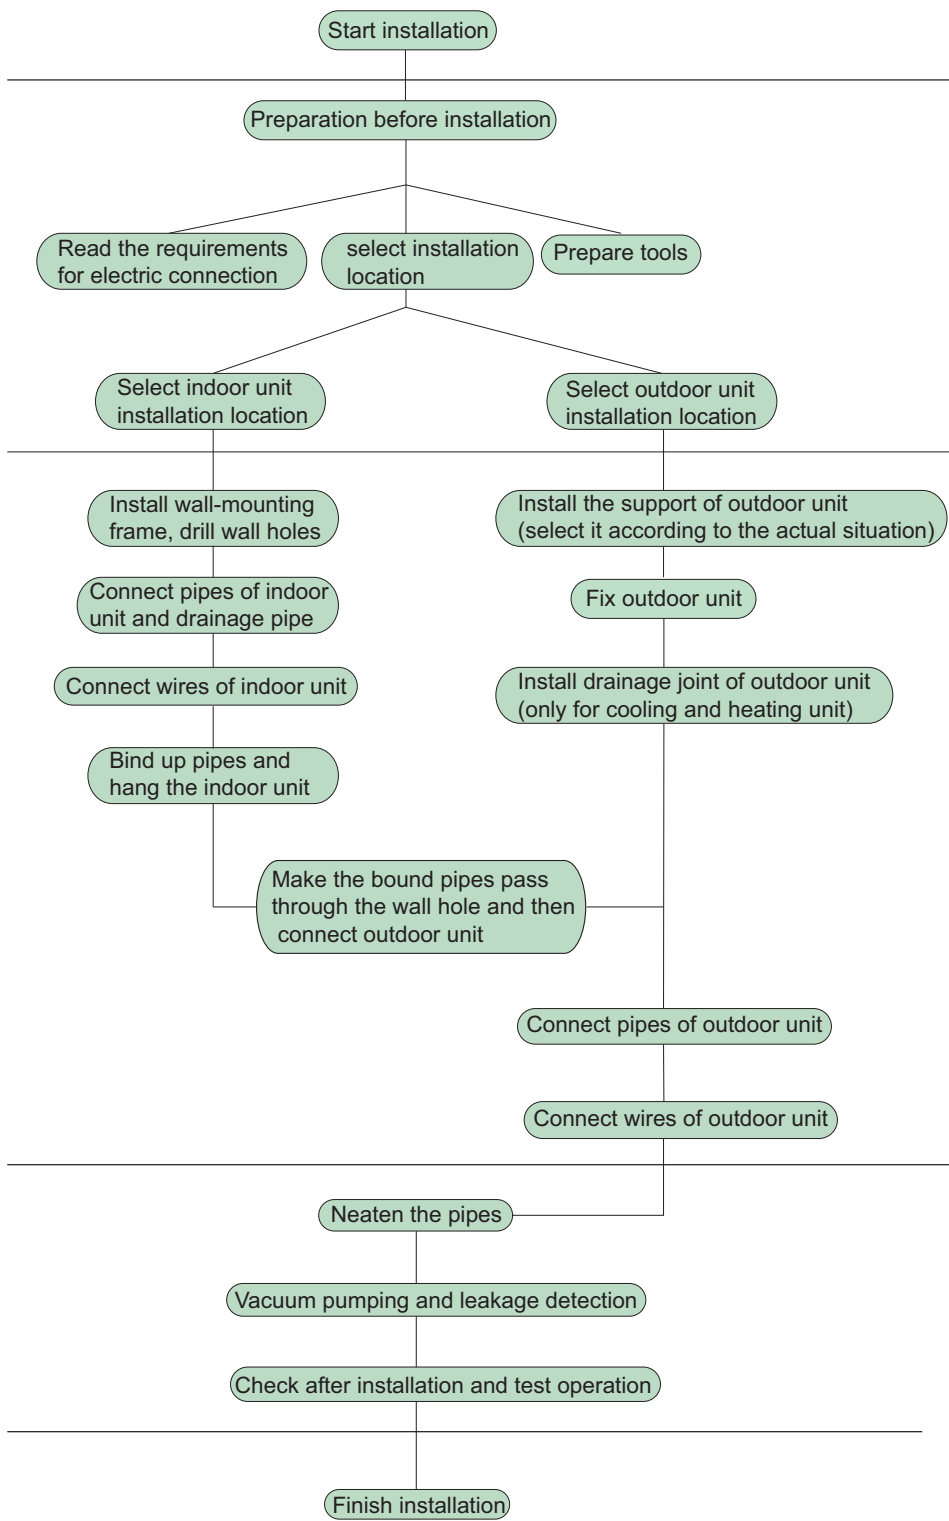 Start installation
Preparation before installation
Read the requirements
for electric connection
select installation
location
Prepare tools
Select indoor unit
installation location
Select outdoor unit
installation location
Install wall-mounting
frame, drill wall holes
Install the support of outdoor unit
(select it according to the actual situation)
Connect pipes of indoor
unit and drainage pipe
Fix outdoor unit
Connect wires of indoor unit
Install drainage joint of outdoor unit
(only for cooling and heating unit)
Bind up pipes and
hang the indoor unit
Make the bound pipes pass
through the wall hole and then
connect outdoor unit
Connect pipes of outdoor unit
Connect wires of outdoor unit
Neaten the pipes
Vacuum pumping and leakage detection
Check after installation and test operation
Finish installation